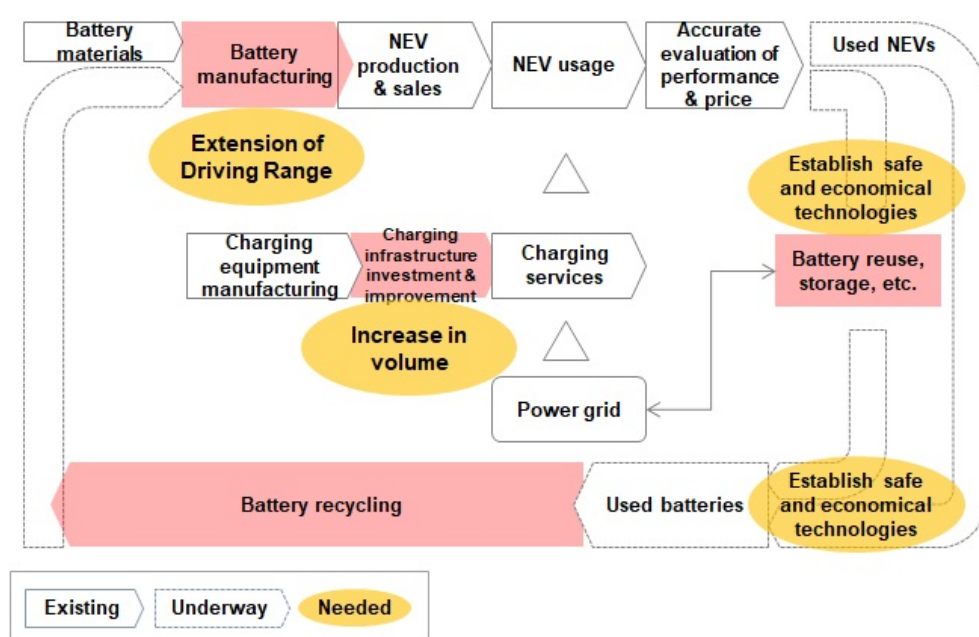 Battery
materials
Battery
manufacturing
NEV
production
& sales
NEV usage
Accurate
evaluation of
performance
& price
Used NEVs
Extension of
Driving Range
Establish safe
and economical
technologies
Charging
equipment
manufacturing
Charging
infrastructure
investment &
improvement
Charging
services
Battery reuse,
storage, etc.
Increase in
volume
Power grid
Battery recycling
Used batteries
Establish safe
and economical
technologies
Existing
Underway
Needed